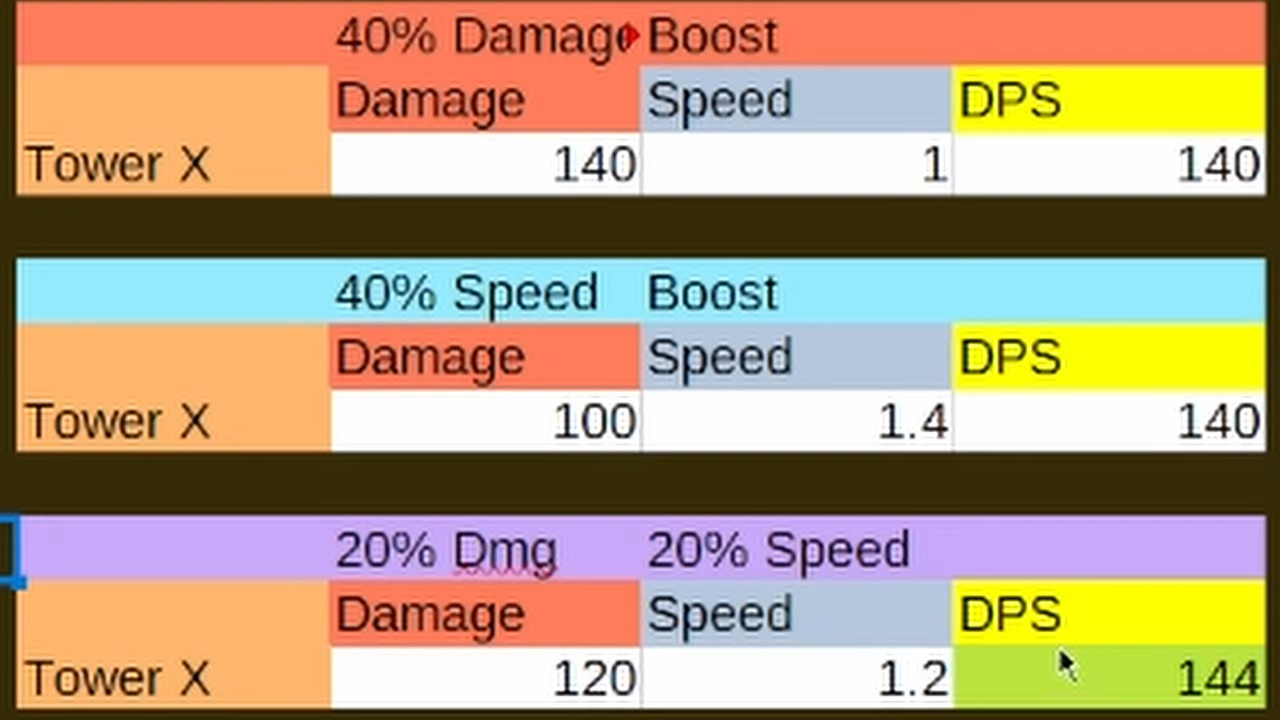 40% Damage Boost
Damage Speed DPS
Tower X 140 1 140
40% Speed Boost
Damage Speed DPS
Tower X 100 1.4 140
20% Dmg 20% Speed
Damage Speed DPS
Tower X 120 1.2 144